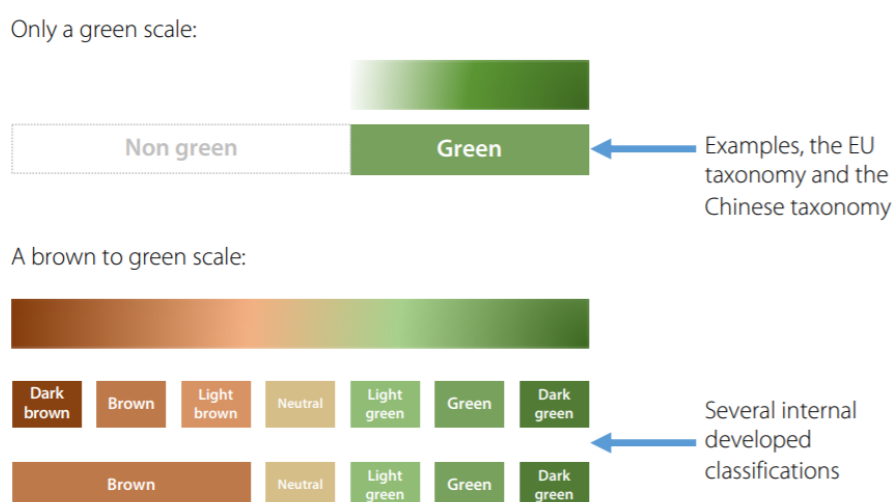 Only a green scale:
Non green
Green
Examples, the EU
taxonomy and the
Chinese taxonomy
A brown to green scale:
Dark
brown
Brown
Light
brown
Neutral
Light
green
Green
Dark
green
Several internal
developed
classifications
Brown
Neutral
Light
green
Green
Dark
green